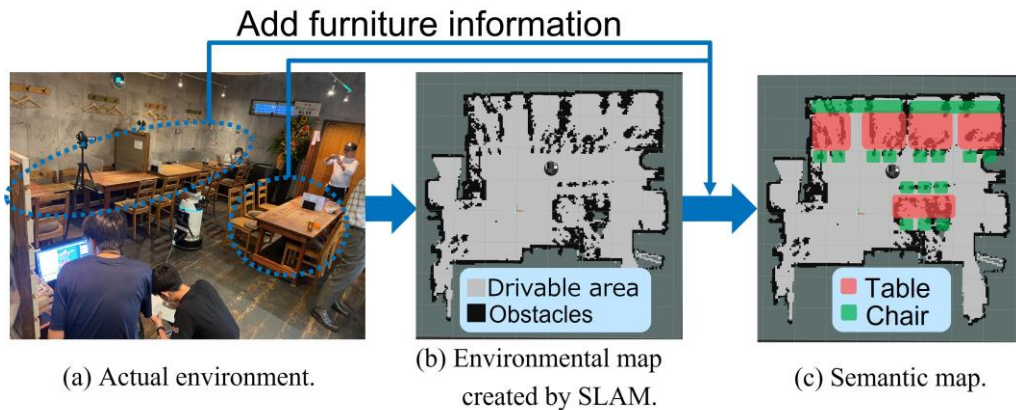 Add furniture information
Drivable area
Obstacles
Table
Chair
(a) Actual environment.
(b) Environmental map
created by SLAM.
(c) Semantic map.